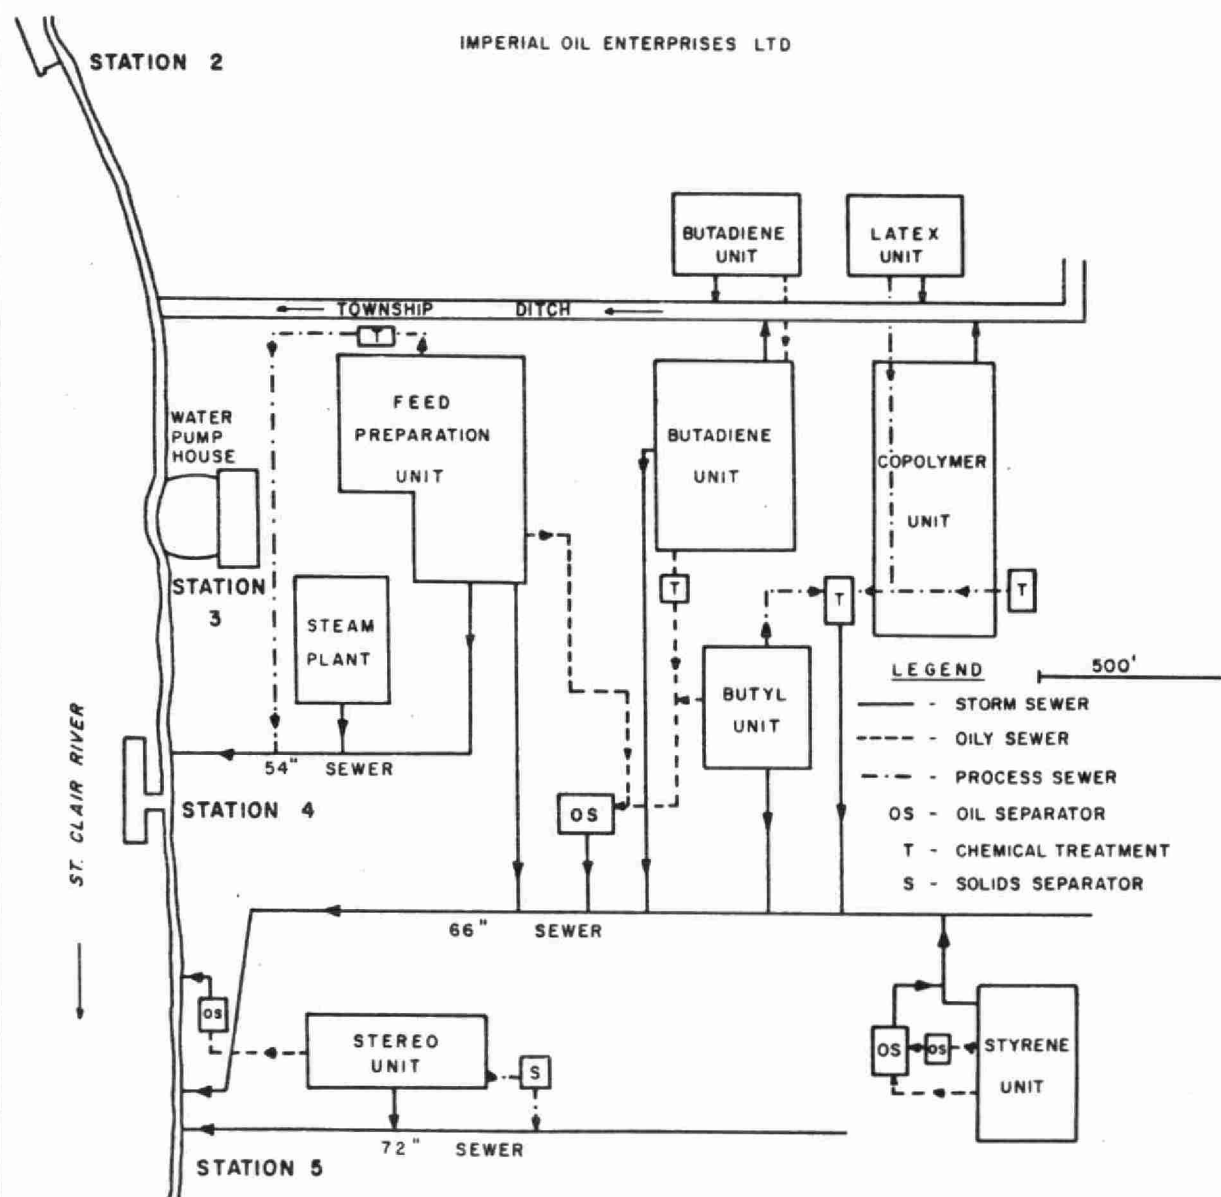 IMPERIAL OIL ENTERPRISES LTD
STATION 2
BUTADIENE
UNIT
LATEX
UNIT
TOWNSHIP DITCH
T
FEED
PREPARATION
UNIT
WATER
PUMP
HOUSE
BUTADIENE
UNIT
COPOLYMER
UNIT
STATION
3
STEAM
PLANT
T
T
T
BUTYL
UNIT
LEGEND
500'
- STORM SEWER
- OILY SEWER
- PROCESS SEWER
OS - OIL SEPARATOR
T - CHEMICAL TREATMENT
S - SOLIDS SEPARATOR
ST. CLAIR RIVER
54" SEWER
STATION 4
OS
66" SEWER
OS
STEREO
UNIT
S
OS
OS
STYRENE
UNIT
72" SEWER
STATION 5